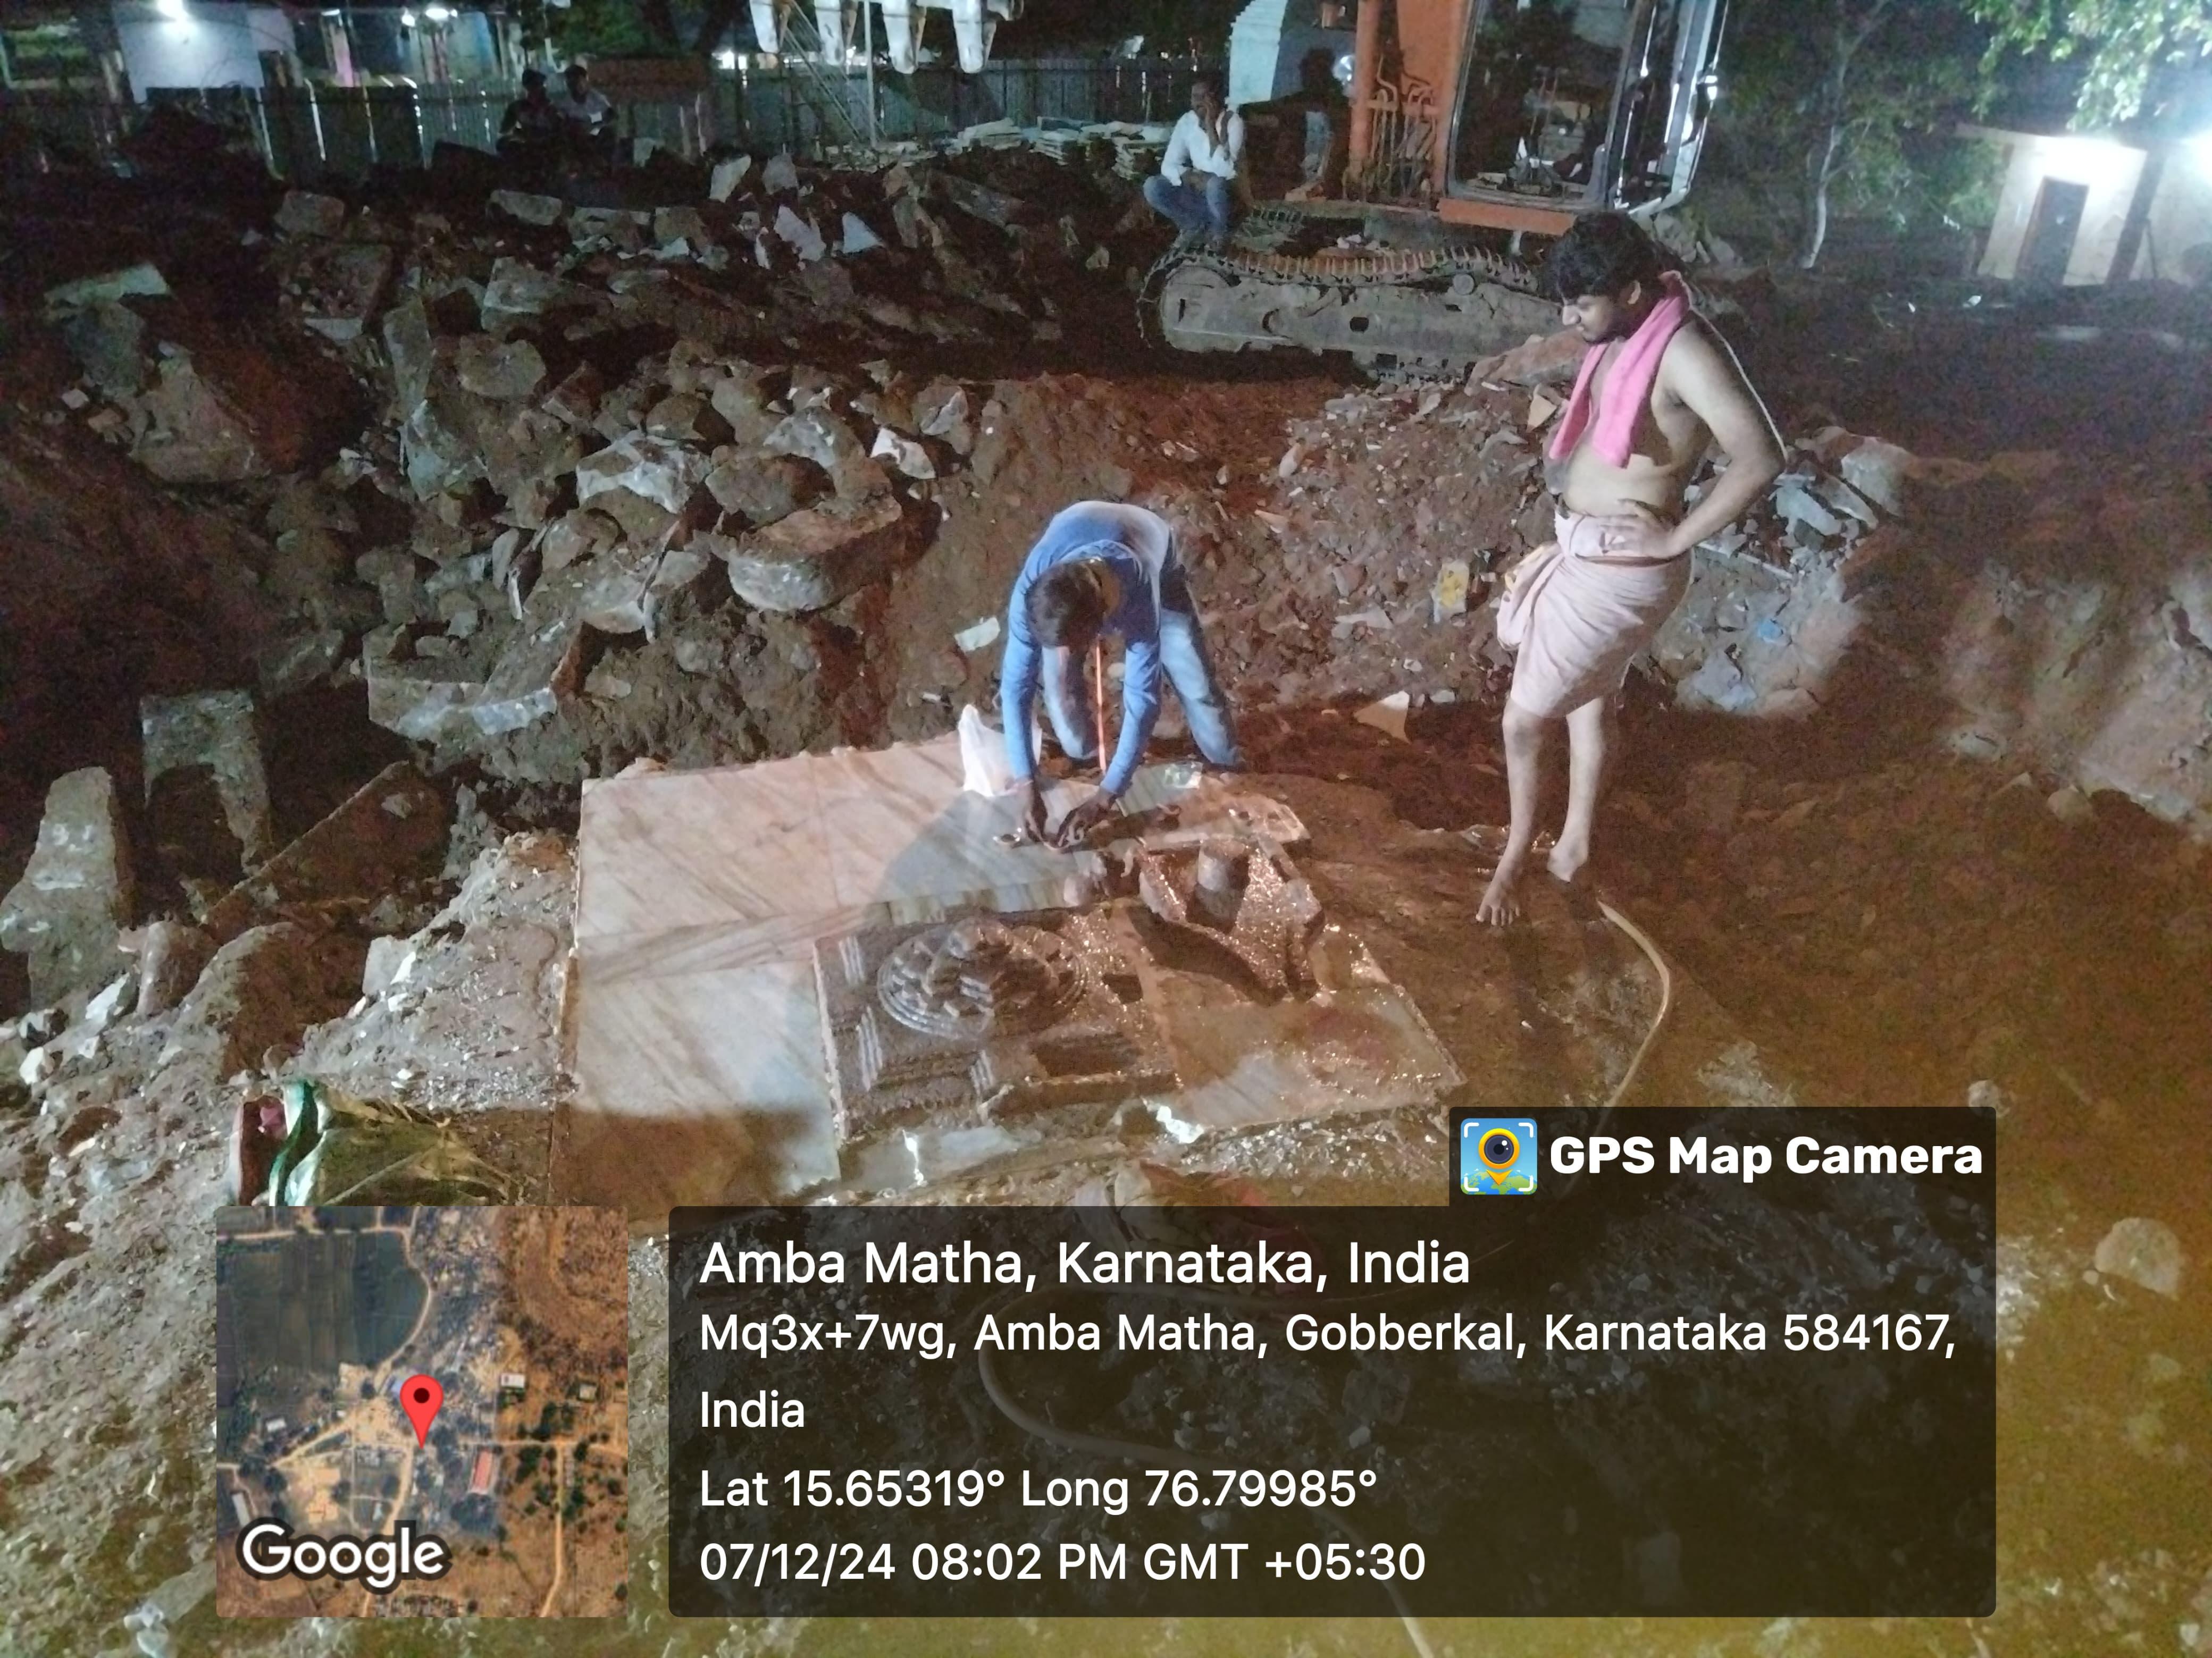 GPS Map Camera
Amba Matha, Karnataka, India
Mq3x+7wg, Amba Matha, Gobberkal, Karnataka 584167,
India
Lat 15.65319° Long 76.79985°
07/12/24 08:02 PM GMT +05:30
Google